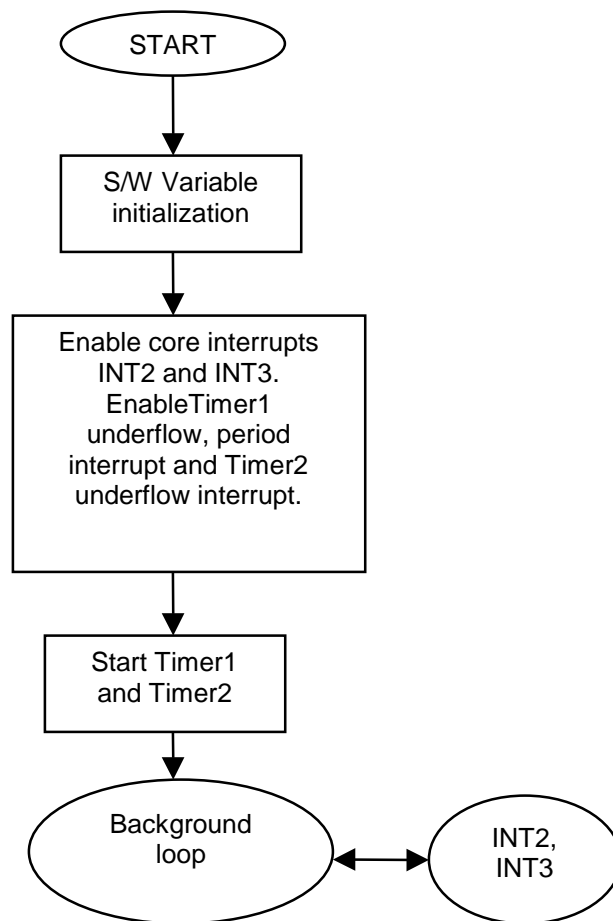 START
S/W Variable
initialization
Enable core interrupts
INT2 and INT3.
EnableTimer1
underflow, period
interrupt and Timer2
underflow interrupt.
Start Timer1
and Timer2
Background
loop
INT2,
INT3